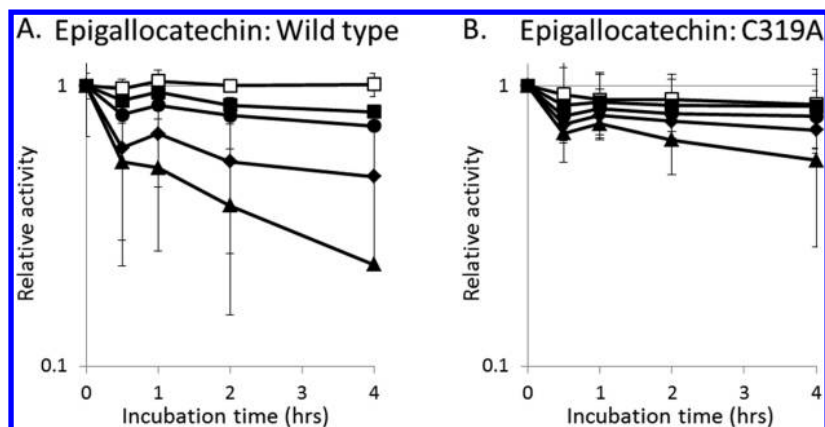 A. Epigallocatechin: Wild type
1
Relative activity
0.1
0 1 2 3 4
Incubation time (hrs)
B. Epigallocatechin: C319A
1
Relative activity
0.1
0 1 2 3 4
Incubation time (hrs)